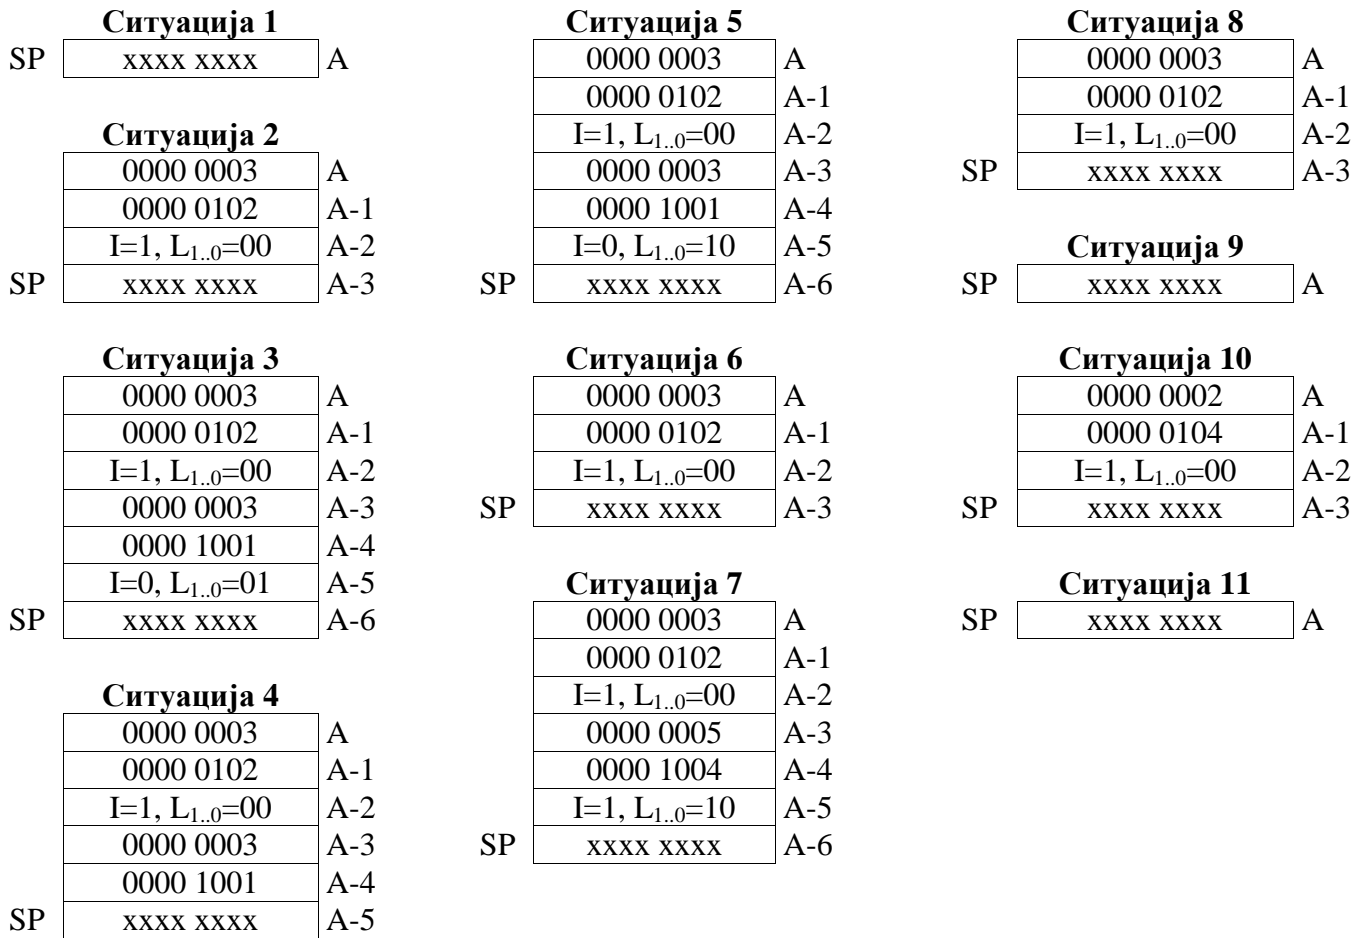 Ситуација 1
SP xxxx xxxx A
Ситуација 2
0000 0003 A
0000 0102 A-1
I=1, L1..0=00 A-2
SP xxxx xxxx A-3
Ситуација 3
0000 0003 A
0000 0102 A-1
I=1, L1..0=00 A-2
0000 0003 A-3
0000 1001 A-4
I=0, L1..0=01 A-5
SP xxxx xxxx A-6
Ситуација 4
0000 0003 A
0000 0102 A-1
I=1, L1..0=00 A-2
0000 0003 A-3
0000 1001 A-4
SP xxxx xxxx A-5
Ситуација 5
0000 0003 A
0000 0102 A-1
I=1, L1..0=00 A-2
0000 0003 A-3
0000 1001 A-4
I=0, L1..0=10 A-5
SP xxxx xxxx A-6
Ситуација 6
0000 0003 A
0000 0102 A-1
I=1, L1..0=00 A-2
SP xxxx xxxx A-3
Ситуација 7
0000 0003 A
0000 0102 A-1
I=1, L1..0=00 A-2
0000 0005 A-3
0000 1004 A-4
I=1, L1..0=10 A-5
SP xxxx xxxx A-6
Ситуација 8
0000 0003 A
0000 0102 A-1
I=1, L1..0=00 A-2
SP xxxx xxxx A-3
Ситуација 9
SP xxxx xxxx A
Ситуација 10
0000 0002 A
0000 0104 A-1
I=1, L1..0=00 A-2
SP xxxx xxxx A-3
Ситуација 11
SP xxxx xxxx A